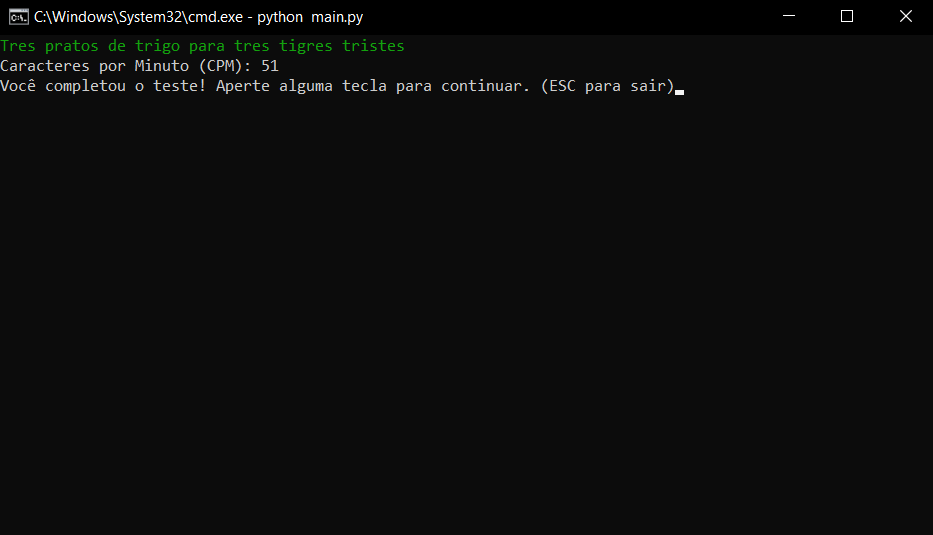 C:\Windows\System32\cmd.exe - python  main.py
Tres pratos de trigo para tres tigres tristes
Caracteres por Minuto (CPM): 51
Você completou o teste! Aperte alguma tecla para continuar. (ESC para sair)